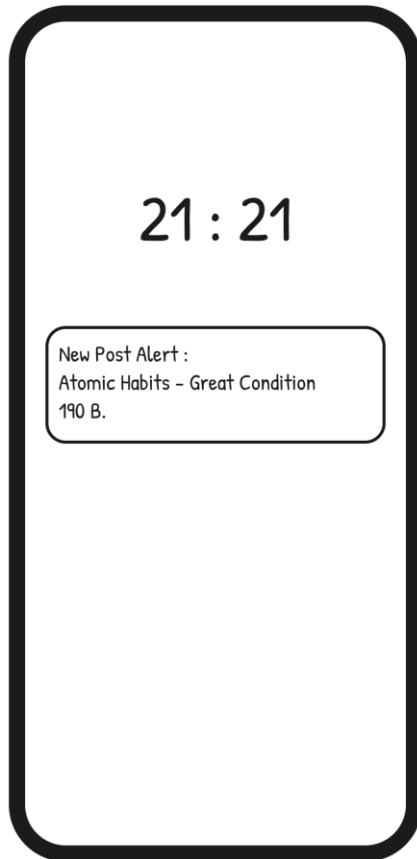 21 : 21
New Post Alert :
Atomic Habits - Great Condition
190 B.